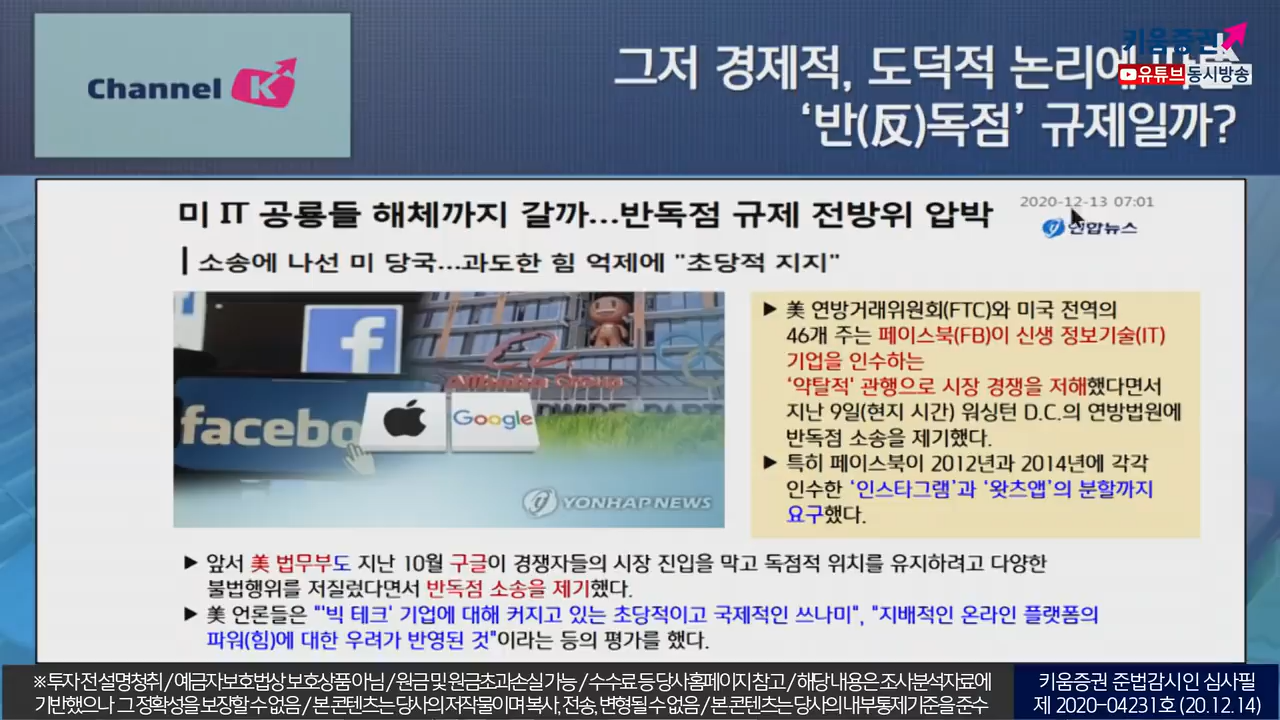 Channel K
키움증권
유튜브 동시방송
그저 경제적, 도덕적 논리에
‘반(反)독점’ 규제일까?
미 IT 공룡들 해체까지 갈까...반독점 규제 전방위 압박
2020-12-13 07:01
연합뉴스
소송에 나선 미 당국...과도한 힘 억제에 "초당적 지지"
facebo
Alibaba Group
Google
YONHAP NEWS
▶ 美 연방거래위원회(FTC)와 미국 전역의
46개 주는 페이스북(FB)이 신생 정보기술(IT)
기업을 인수하는
‘약탈적' 관행으로 시장 경쟁을 저해했다면서
지난 9일(현지 시간) 워싱턴 D.C.의 연방법원에
반독점 소송을 제기했다.
▶ 특히 페이스북이 2012년과 2014년에 각각
인수한 ‘인스타그램’과 ‘왓츠앱’의 분할까지
요구했다.
▶ 앞서 美 법무부도 지난 10월 구글이 경쟁자들의 시장 진입을 막고 독점적 위치를 유지하려고 다양한
불법행위를 저질렀다면서 반독점 소송을 제기했다.
▶ 美 언론들은 "'빅 테크' 기업에 대해 커지고 있는 초당적이고 국제적인 쓰나미", "지배적인 온라인 플랫폼의
파워(힘)에 대한 우려가 반영된 것"이라는 등의 평가를 했다.
※ 투자 전 설명청취 / 예금자보호법상 보호상품 아님 / 원금 및 원금초과손실 가능 / 수수료 등 당사홈페이지 참고 / 해당 내용은 조사분석자료에
기반했으나 그 정확성을 보장할 수 없음 / 본 콘텐츠는 당사의 저작물이며 복사, 전송, 변형될 수 없음 / 본 콘텐츠는 당사의 내부통제기준을 준수
키움증권 준법감시인 심사필
제 2020-04231호 (20.12.14)